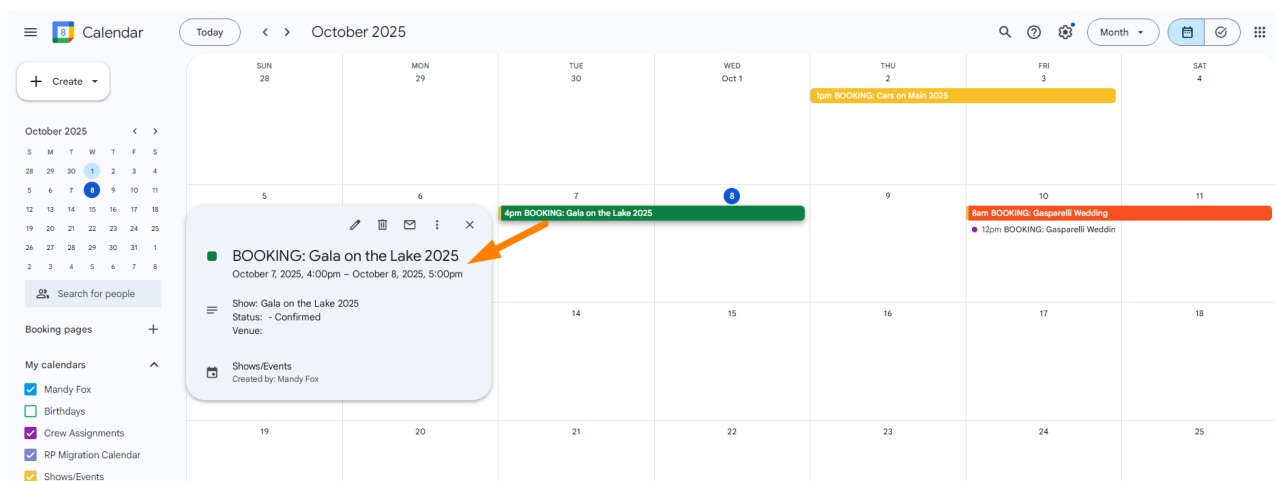 8 Calendar Today October 2025 Month
Create
October 2025
S M T W T F S
28 29 30 1 2 3 4
5 6 7 8 9 10 11
12 13 14 15 16 17 18
19 20 21 22 23 24 25
26 27 28 29 30 31 1
2 3 4 5 6 7 8
Search for people
Booking pages
My calendars
Mandy Fox
Birthdays
Crew Assignments
RP Migration Calendar
Shows/Events
SUN MON TUE WED THU FRI SAT
28 29 30 Oct 1 2 3 4
1pm BOOKING: Cars on Main 2025
5 6 7 8 9 10 11
4pm BOOKING: Gala on the Lake 2025
8am BOOKING: Gasparelli Wedding
12pm BOOKING: Gasparelli Weddin
BOOKING: Gala on the Lake 2025
October 7, 2025, 4:00pm – October 8, 2025, 5:00pm
Show: Gala on the Lake 2025
Status: - Confirmed
Venue:
Shows/Events
Created by: Mandy Fox
14 15 16 17 18
19 20 21 22 23 24 25